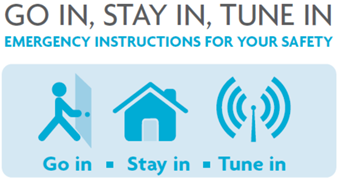 GO IN, STAY IN, TUNE IN
EMERGENCY INSTRUCTIONS FOR YOUR SAFETY
Go in ▪ Stay in ▪ Tune in